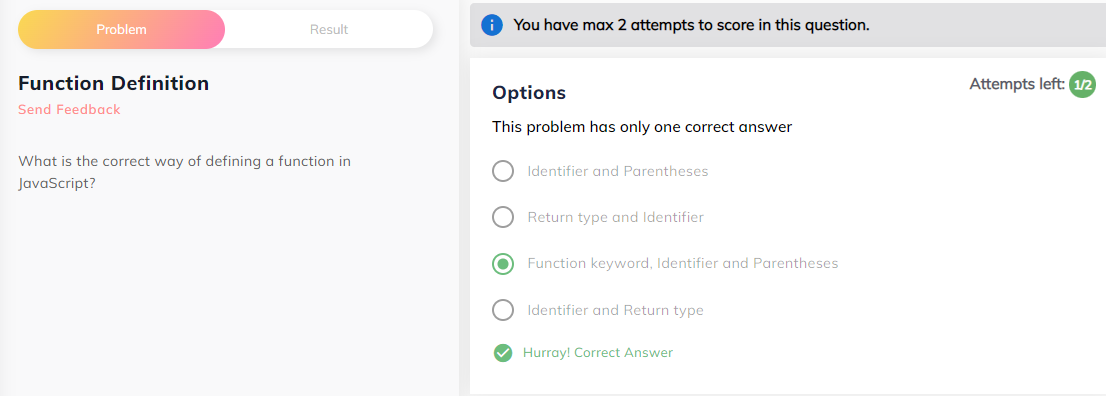 Problem
Result
Function Definition
Send Feedback
What is the correct way of defining a function in
JavaScript?
i You have max 2 attempts to score in this question.
Attempts left: 1/2
Options
This problem has only one correct answer
Identifier and Parentheses
Return type and Identifier
Function keyword, Identifier and Parentheses
Identifier and Return type
Hurray! Correct Answer